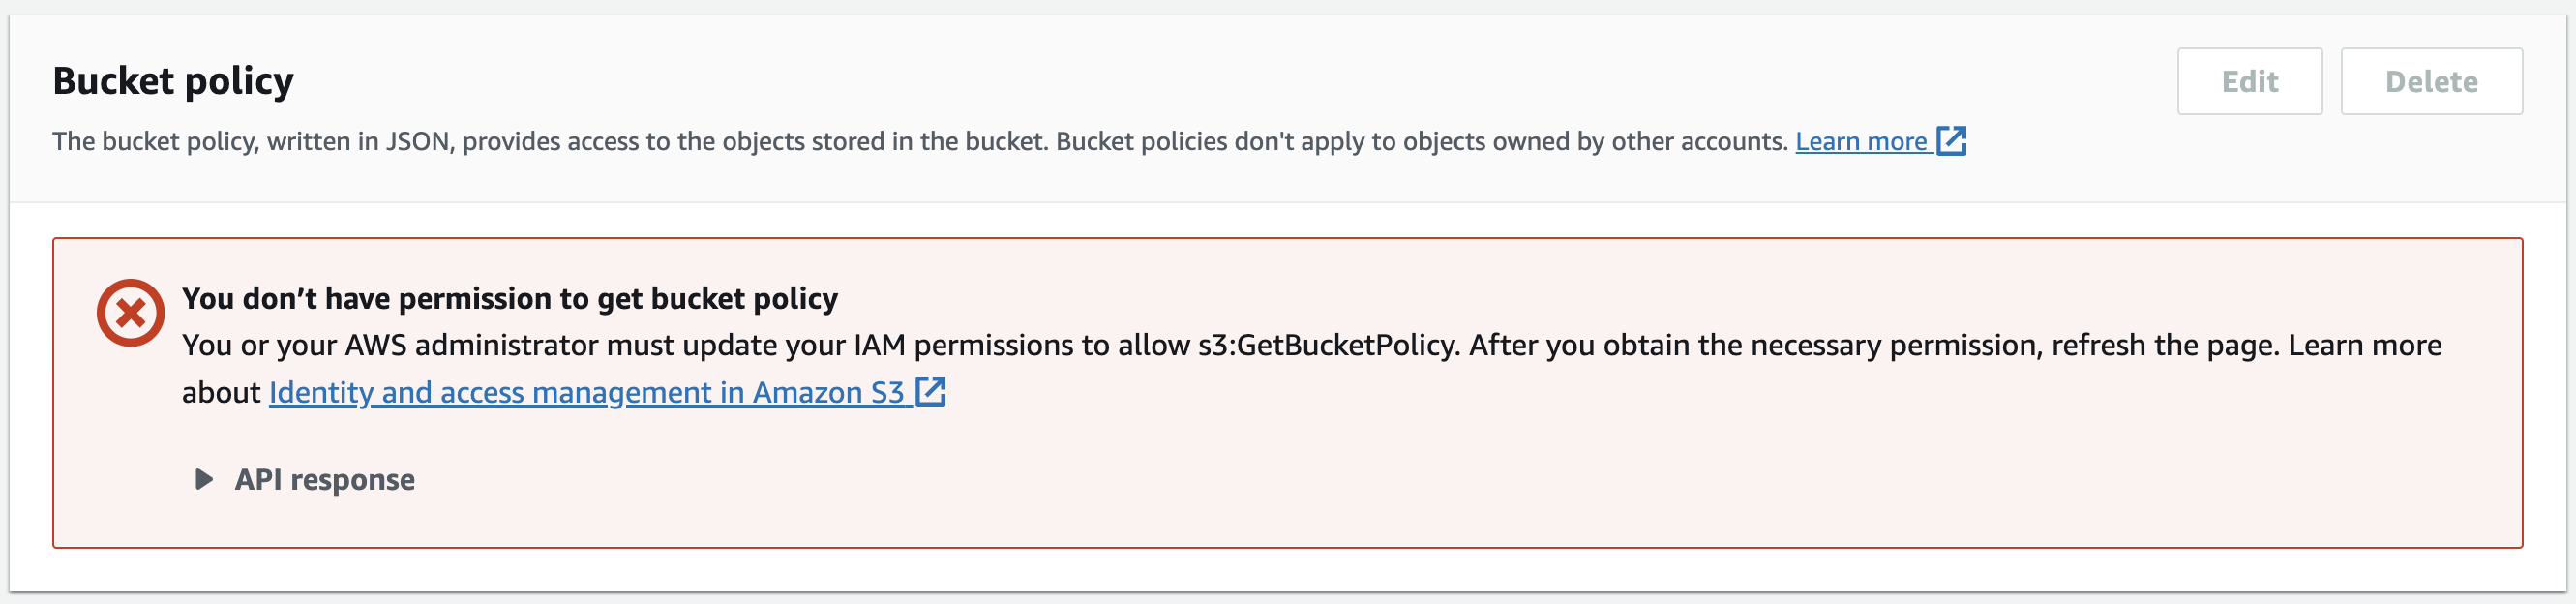 Bucket policy
Edit
Delete
The bucket policy, written in JSON, provides access to the objects stored in the bucket. Bucket policies don't apply to objects owned by other accounts. Learn more
You don’t have permission to get bucket policy
You or your AWS administrator must update your IAM permissions to allow s3:GetBucketPolicy. After you obtain the necessary permission, refresh the page. Learn more
about Identity and access management in Amazon S3
API response